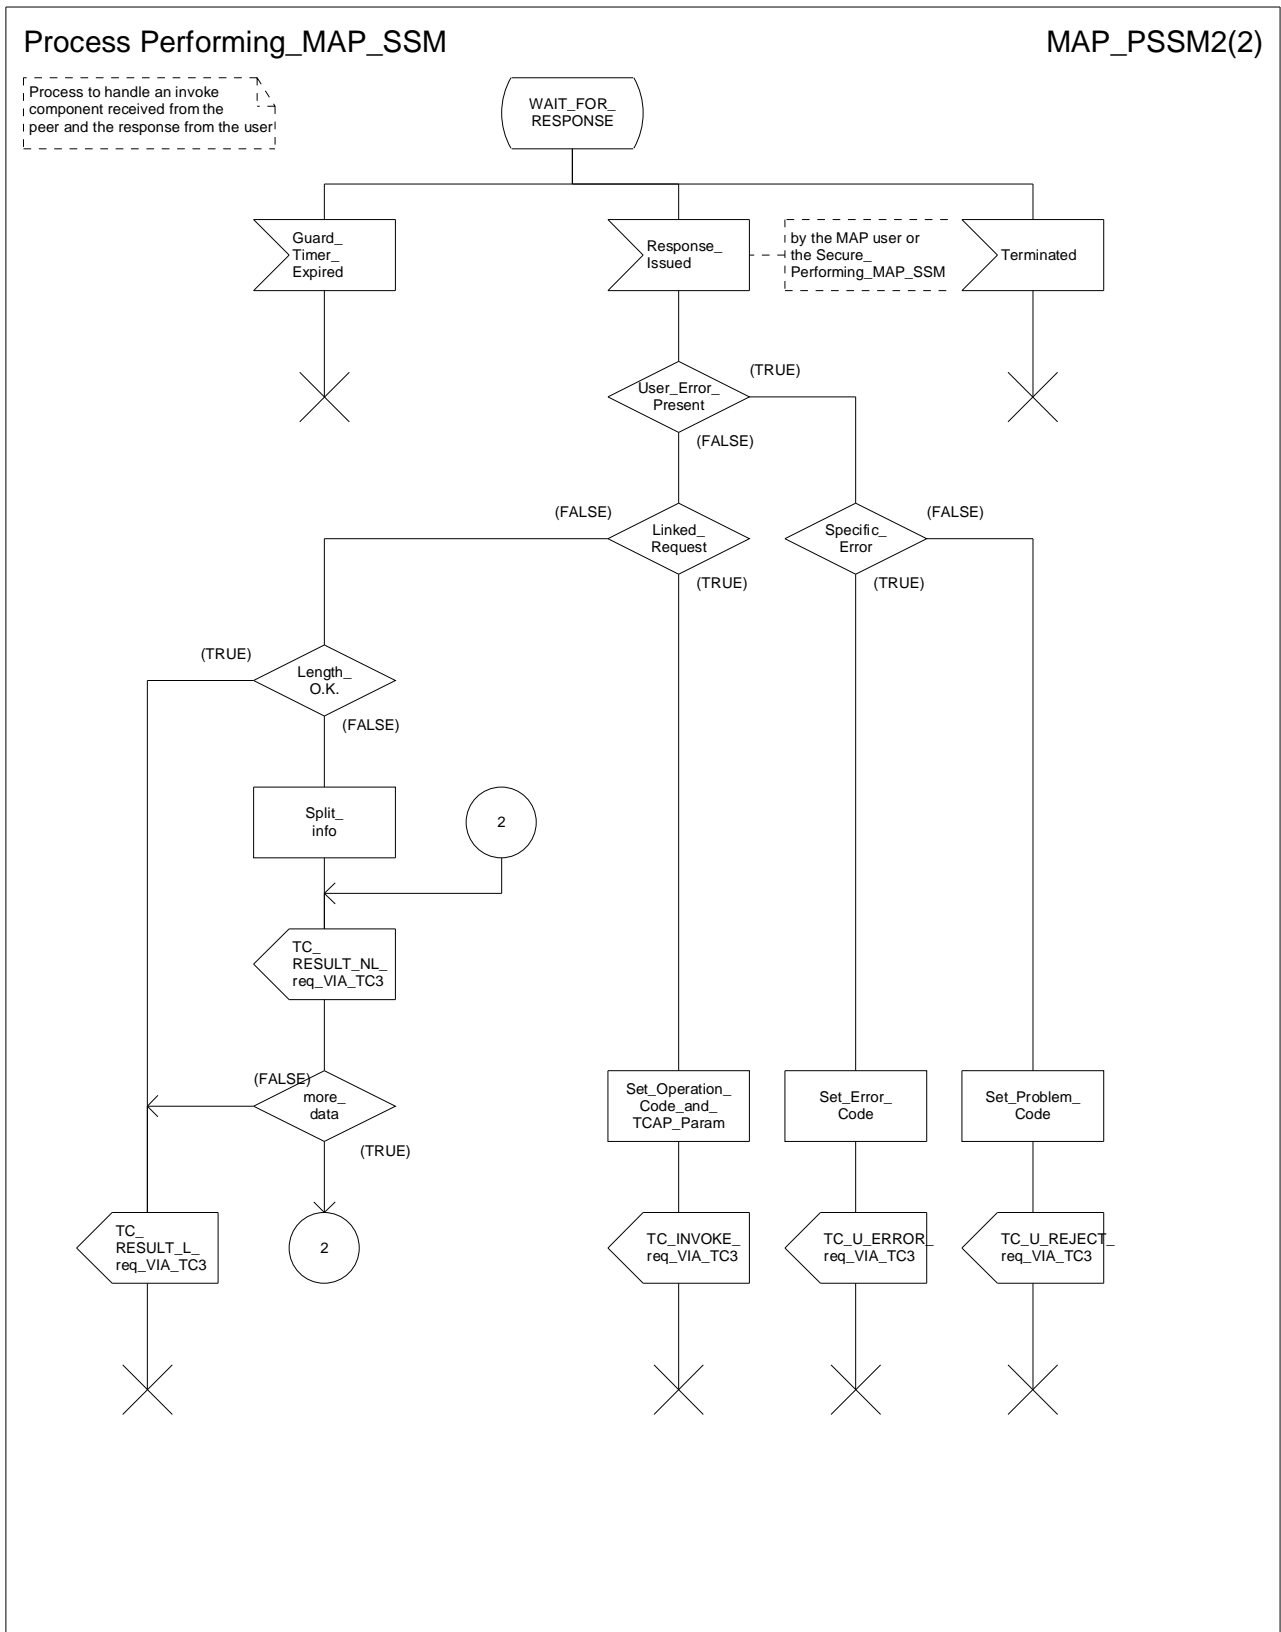 Process Performing_MAP_SSM
MAP_PSSM2(2)
Process to handle an invoke
component received from the
peer and the response from the user
WAIT_FOR_
RESPONSE
Guard_
Timer_
Expired
Response_
Issued
by the MAP user or
the Secure_
Performing_MAP_SSM
Terminated
User_Error_
Present
(TRUE)
(FALSE)
(FALSE)
Linked_
Request
(TRUE)
Specific_
Error
(FALSE)
(TRUE)
(TRUE)
Length_
O.K.
(FALSE)
Split_
info
2
TC_
RESULT_NL_
req_VIA_TC3
(FALSE)
more_
data
(TRUE)
Set_Operation_
Code_and_
TCAP_Param
Set_Error_
Code
Set_Problem_
Code
TC_
RESULT_L_
req_VIA_TC3
2
TC_INVOKE_
req_VIA_TC3
TC_U_ERROR_
req_VIA_TC3
TC_U_REJECT_
req_VIA_TC3